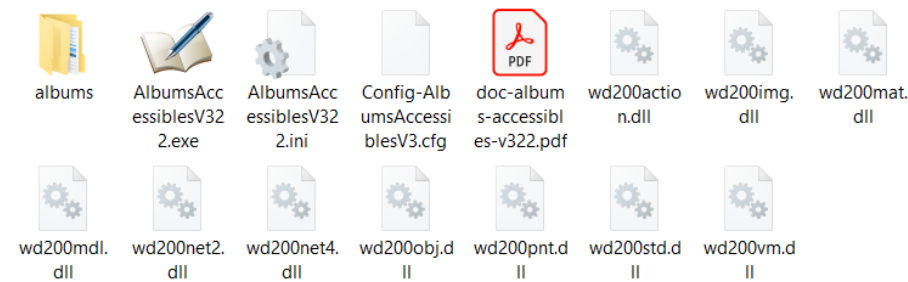 PDF
albums AlbumsAcc AlbumsAcc Config-Alb doc-album wd200actio wd200img. wd200mat.
essiblesV32 essiblesV32 umsAccessi s-accessibl n.dll dll dll
2.exe 2.ini blesV3.cfg es-v322.pdf
wd200mdl. wd200net2. wd200net4. wd200obj.d wd200pnt.d wd200std.d wd200vm.d
dll dll dll ll ll ll ll